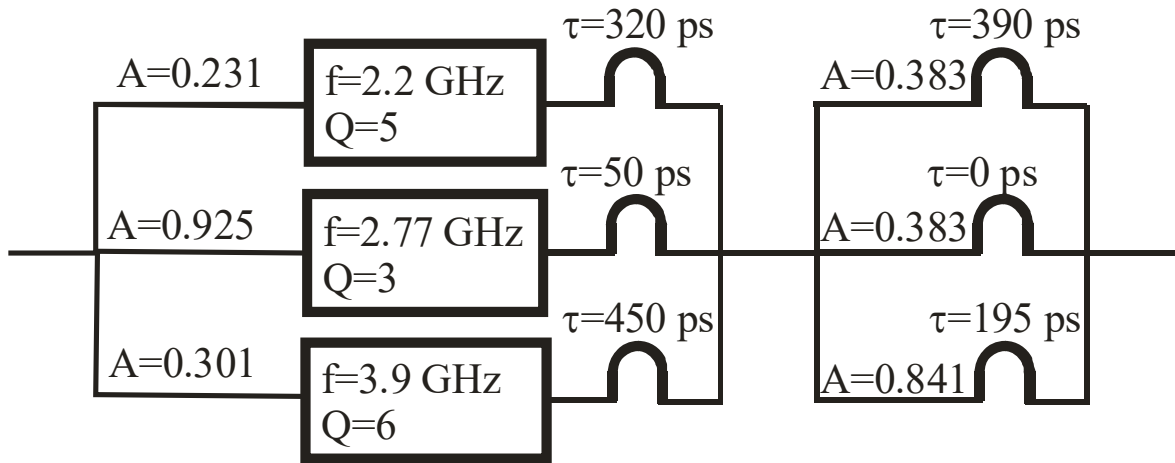 τ=320 ps
τ=390 ps
A=0.231
f=2.2 GHz
Q=5
A=0.383
τ=50 ps
τ=0 ps
A=0.925
f=2.77 GHz
Q=3
A=0.383
τ=450 ps
τ=195 ps
A=0.301
f=3.9 GHz
Q=6
A=0.841